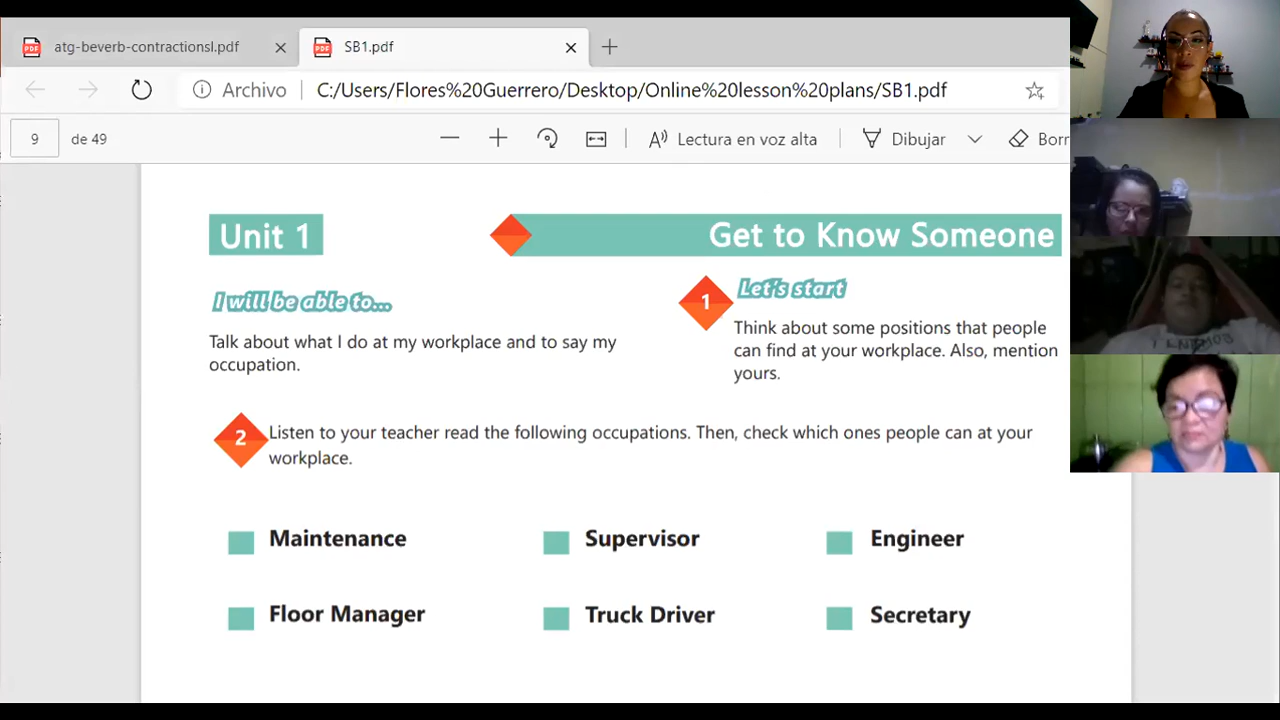 atg-beverb-contractionsl.pdf
SB1.pdf
Archivo
C:/Users/Flores%20Guerrero/Desktop/Online%20lesson%20plans/SB1.pdf
9 de 49
Lectura en voz alta
Dibujar
Borr
Unit 1
Get to Know Someone
I will be able to...
Talk about what I do at my workplace and to say my
occupation.
1
Let's start
Think about some positions that people
can find at your workplace. Also, mention
yours.
2
Listen to your teacher read the following occupations. Then, check which ones people can at your
workplace.
Maintenance
Supervisor
Engineer
Floor Manager
Truck Driver
Secretary